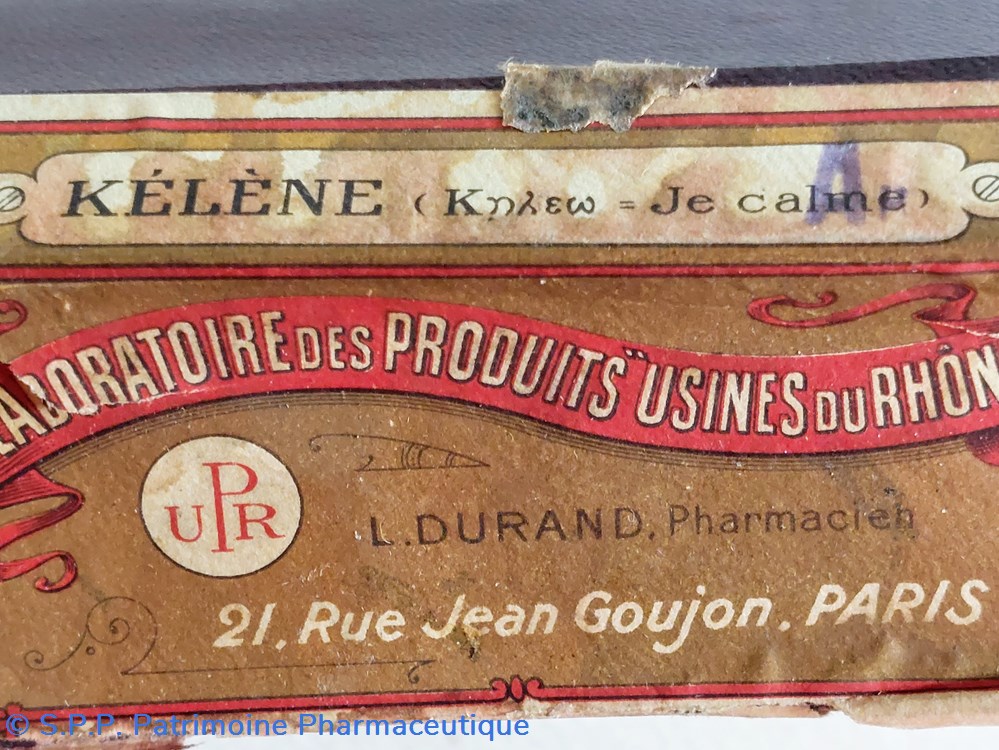 KÉLÈNE (Κηλεω = Je calme)
A.
LABORATOIRE DES PRODUITS "USINES DU RHÔN
UPR
L. DURAND, Pharmacien
21, Rue Jean Goujon, PARIS
© S.P.P. Patrimoine Pharmaceutique